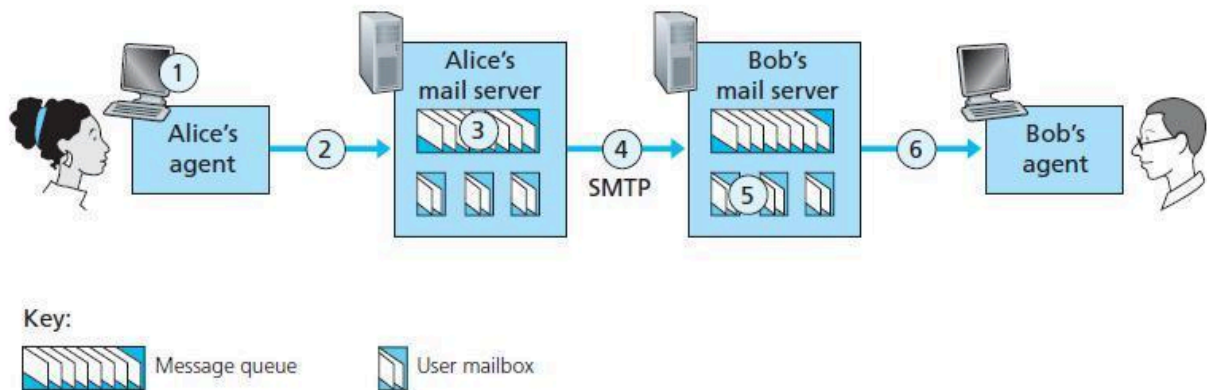 1
Alice's
agent
2
Alice's
mail server
3
4
SMTP
Bob's
mail server
5
6
Bob's
agent
Key:
Message queue
User mailbox